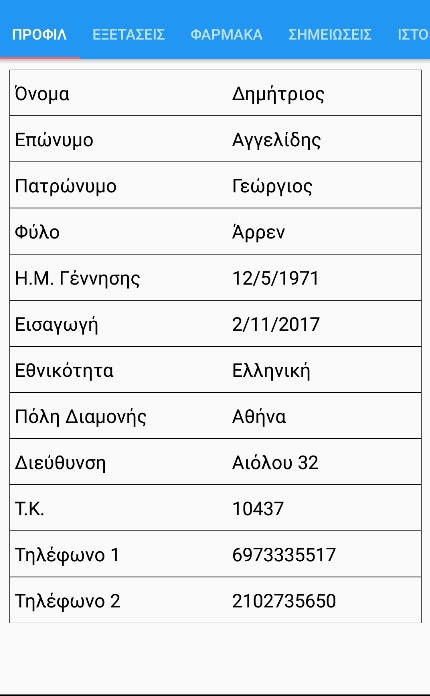 ΠΡΟΦΙΛ ΕΞΕΤΑΣΕΙΣ ΦΑΡΜΑΚΑ ΣΗΜΕΙΩΣΕΙΣ ΙΣΤΟ
Όνομα Δημήτριος
Επώνυμο Αγγελίδης
Πατρώνυμο Γεώργιος
Φύλο Άρρεν
Η.Μ. Γέννησης 12/5/1971
Εισαγωγή 2/11/2017
Εθνικότητα Ελληνική
Πόλη Διαμονής Αθήνα
Διεύθυνση Αιόλου 32
Τ.Κ. 10437
Τηλέφωνο 1 6973335517
Τηλέφωνο 2 2102735650